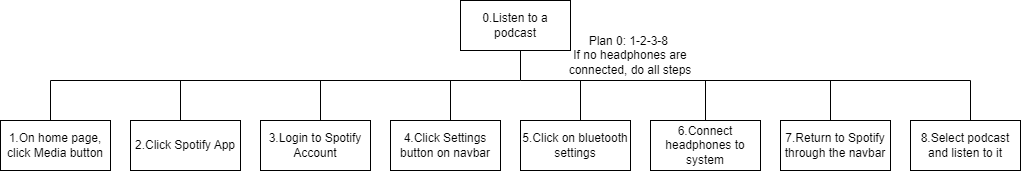 0.Listen to a
podcast
Plan 0: 1-2-3-8
If no headphones are
connected, do all steps
1.On home page,
click Media button
2.Click Spotify App
3.Login to Spotify
Account
4.Click Settings
button on navbar
5.Click on bluetooth
settings
6.Connect
headphones to
system
7.Return to Spotify
through the navbar
8.Select podcast
and listen to it